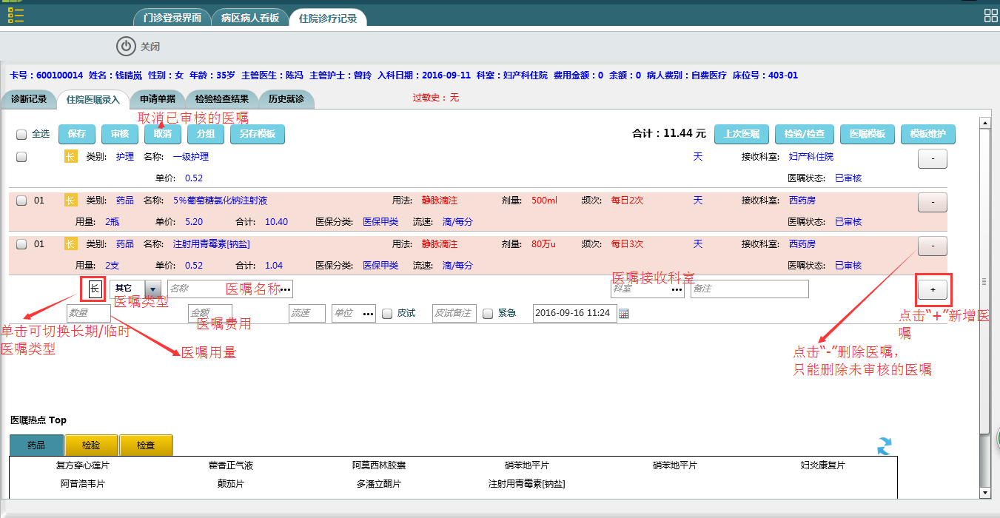 门诊登录界面 病区病人看板 住院诊疗记录
关闭
卡号：600100014 姓名：钱晴岚 性别：女 年龄：35岁 主管医生：陈冯 主管护士：曾玲 入科日期：2016-09-11 科室：妇产科住院 费用金额：0 余额：0 病人费别：自费医疗 床位号：403-01
诊断记录 住院医嘱录入 申请单据 检验检查结果 历史就诊 过敏史：无
取消已审核的医嘱
全选 保存 审核 取消 分组 另存模板 合计：11.44 元 上次医嘱 检验/检查 医嘱模板 模板维护
长 类别: 护理 名称: 一级护理 天 接收科室: 妇产科住院 -
单价: 0.52 医嘱状态: 已审核
01 长 类别: 药品 名称: 5%葡萄糖氯化钠注射液 用法: 静脉滴注 剂量: 500ml 频次: 每日2次 天 接收科室: 西药房 -
用量: 2瓶 单价: 5.20 合计: 10.40 医保分类: 医保甲类 流速: 滴/每分 医嘱状态: 已审核
01 长 类别: 药品 名称: 注射用青霉素[钠盐] 用法: 静脉滴注 剂量: 80万u 频次: 每日3次 天 接收科室: 西药房 -
用量: 2支 单价: 0.52 合计: 1.04 医保分类: 医保甲类 流速: 滴/每分 医嘱状态: 已审核
医嘱接收科室
长 其它 名称 医嘱名称 ••• 科室 ••• 备注 +
医嘱类型
数量 金额 流速 单位 ••• 皮试 皮试备注 紧急 2016-09-16 11:24
医嘱费用
点击“+”新增医
嘱
单击可切换长期/临时
医嘱类型
医嘱用量
点击“-”删除医嘱，
只能删除未审核的医嘱
医嘱热点 Top
药品 检验 检查
复方穿心莲片 藿香正气液 阿莫西林胶囊 硝苯地平片 硝苯地平片 妇炎康复片
阿昔洛韦片 颠茄片 多潘立酮片 注射用青霉素[钠盐]